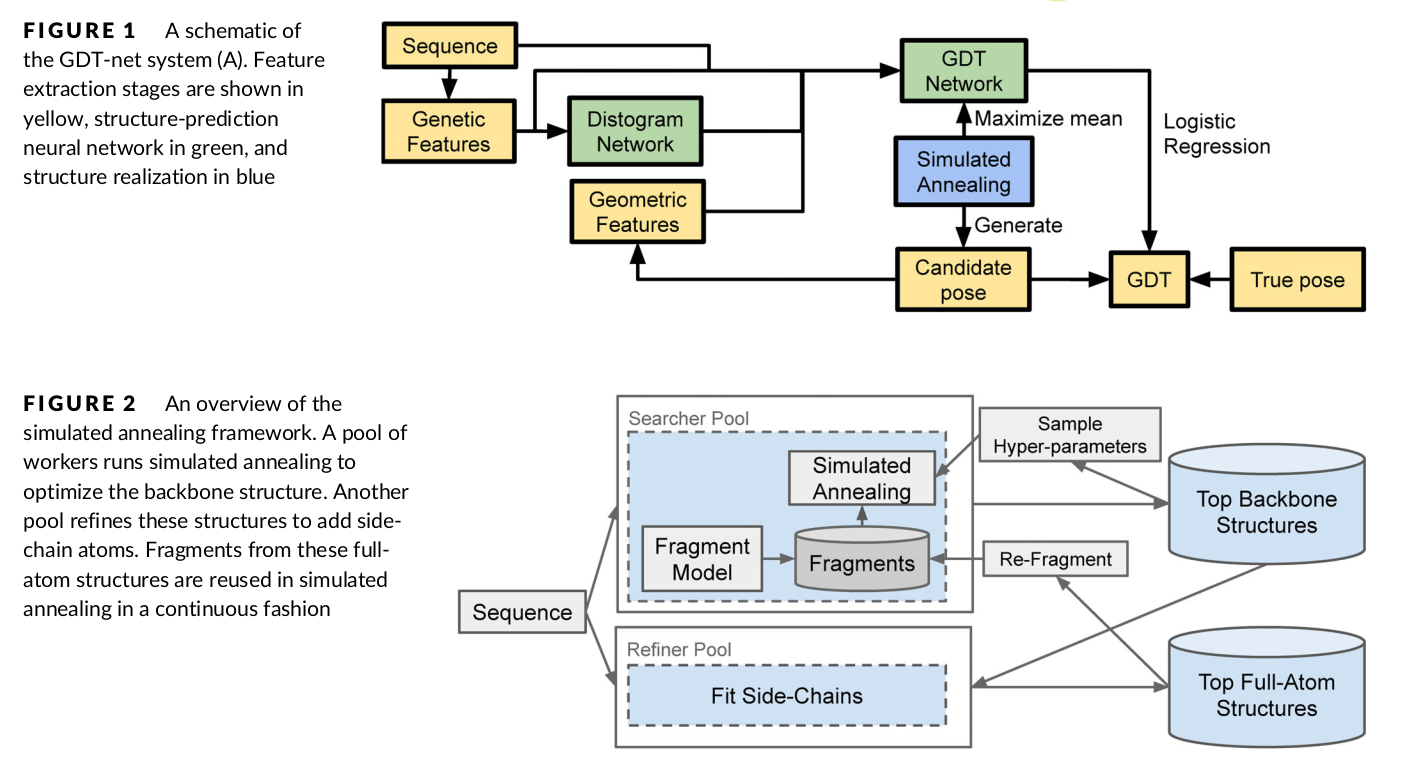 FIGURE 1 A schematic of
the GDT-net system (A). Feature
extraction stages are shown in
yellow, structure-prediction
neural network in green, and
structure realization in blue
Sequence
Genetic
Features
Distogram
Network
Geometric
Features
GDT
Network
Maximize mean
Simulated
Annealing
Generate
Candidate
pose
Logistic
Regression
GDT
True pose
FIGURE 2 An overview of the
simulated annealing framework. A pool of
workers runs simulated annealing to
optimize the backbone structure. Another
pool refines these structures to add side-
chain atoms. Fragments from these full-
atom structures are reused in simulated
annealing in a continuous fashion
Sequence
Searcher Pool
Simulated
Annealing
Fragment
Model
Fragments
Refiner Pool
Fit Side-Chains
Sample
Hyper-parameters
Re-Fragment
Top Backbone
Structures
Top Full-Atom
Structures